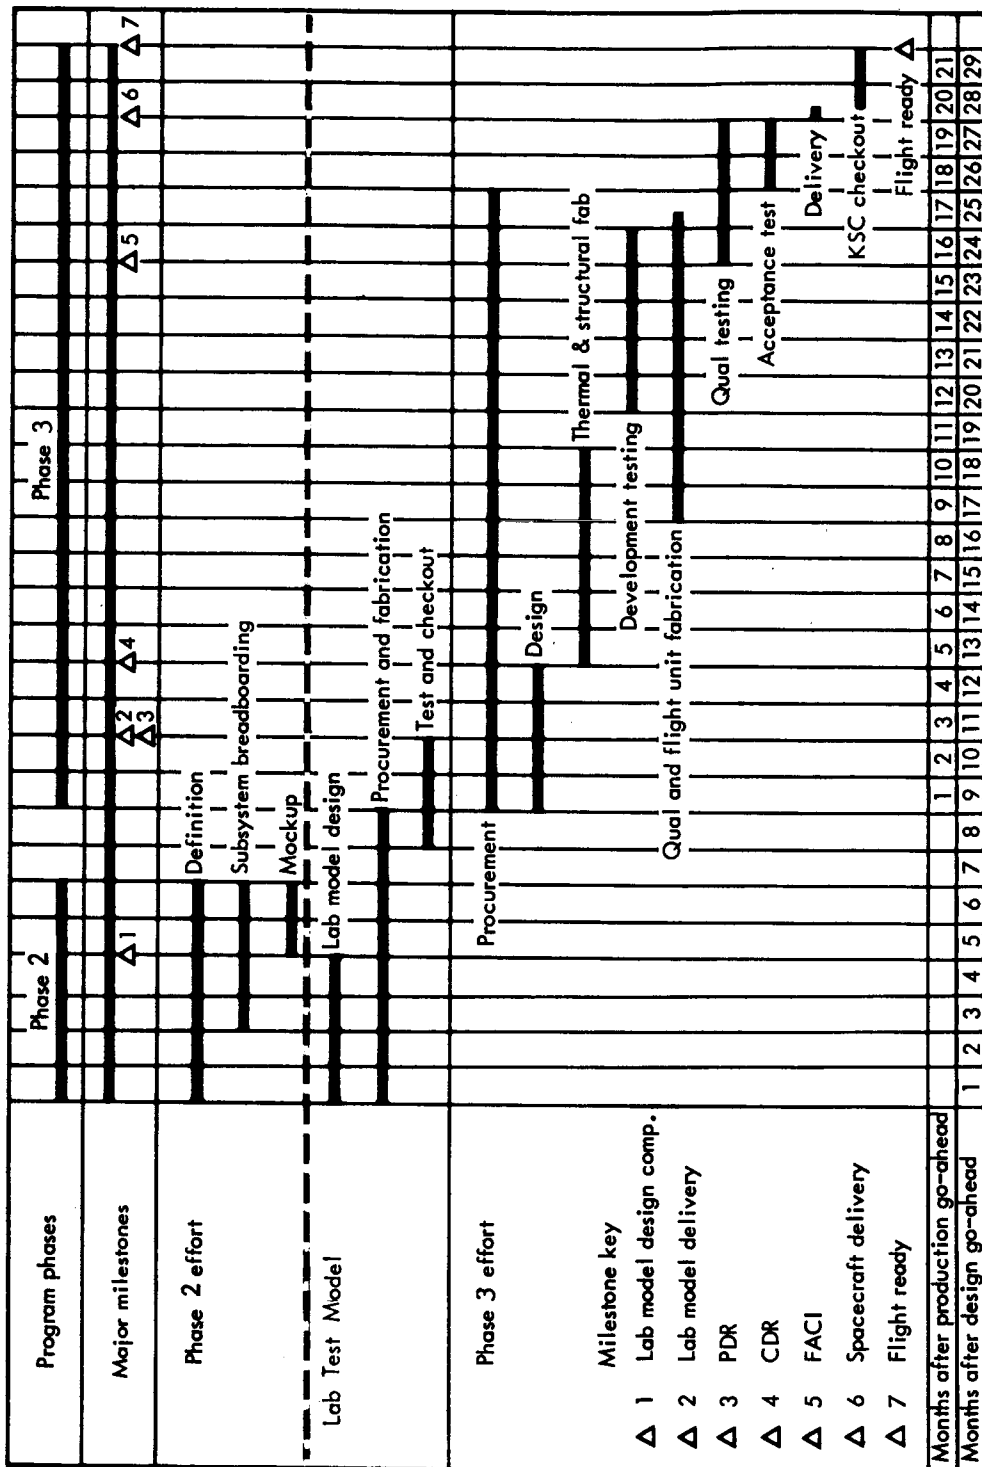 Program phases
Phase 2
Phase 3
Major milestones
1
2
3
4
5
6
7
Phase 2 effort
Definition
Subsystem breadboarding
Mockup
Lab Test Model
Lab model design
Procurement and fabrication
Test and checkout
Phase 3 effort
Procurement
Design
Thermal & structural fab
Development testing
Qual and flight unit fabrication
Qual testing
Acceptance test
Delivery
KSC checkout
Flight ready
Milestone key
Δ 1 Lab model design comp.
Δ 2 Lab model delivery
Δ 3 PDR
Δ 4 CDR
Δ 5 FACI
Δ 6 Spacecraft delivery
Δ 7 Flight ready
Months after production go-ahead 1 2 3 4 5 6 7 8 9 10 11 12 13 14 15 16 17 18 19 20 21
Months after design go-ahead 1 2 3 4 5 6 7 8 9 10 11 12 13 14 15 16 17 18 19 20 21 22 23 24 25 26 27 28 29